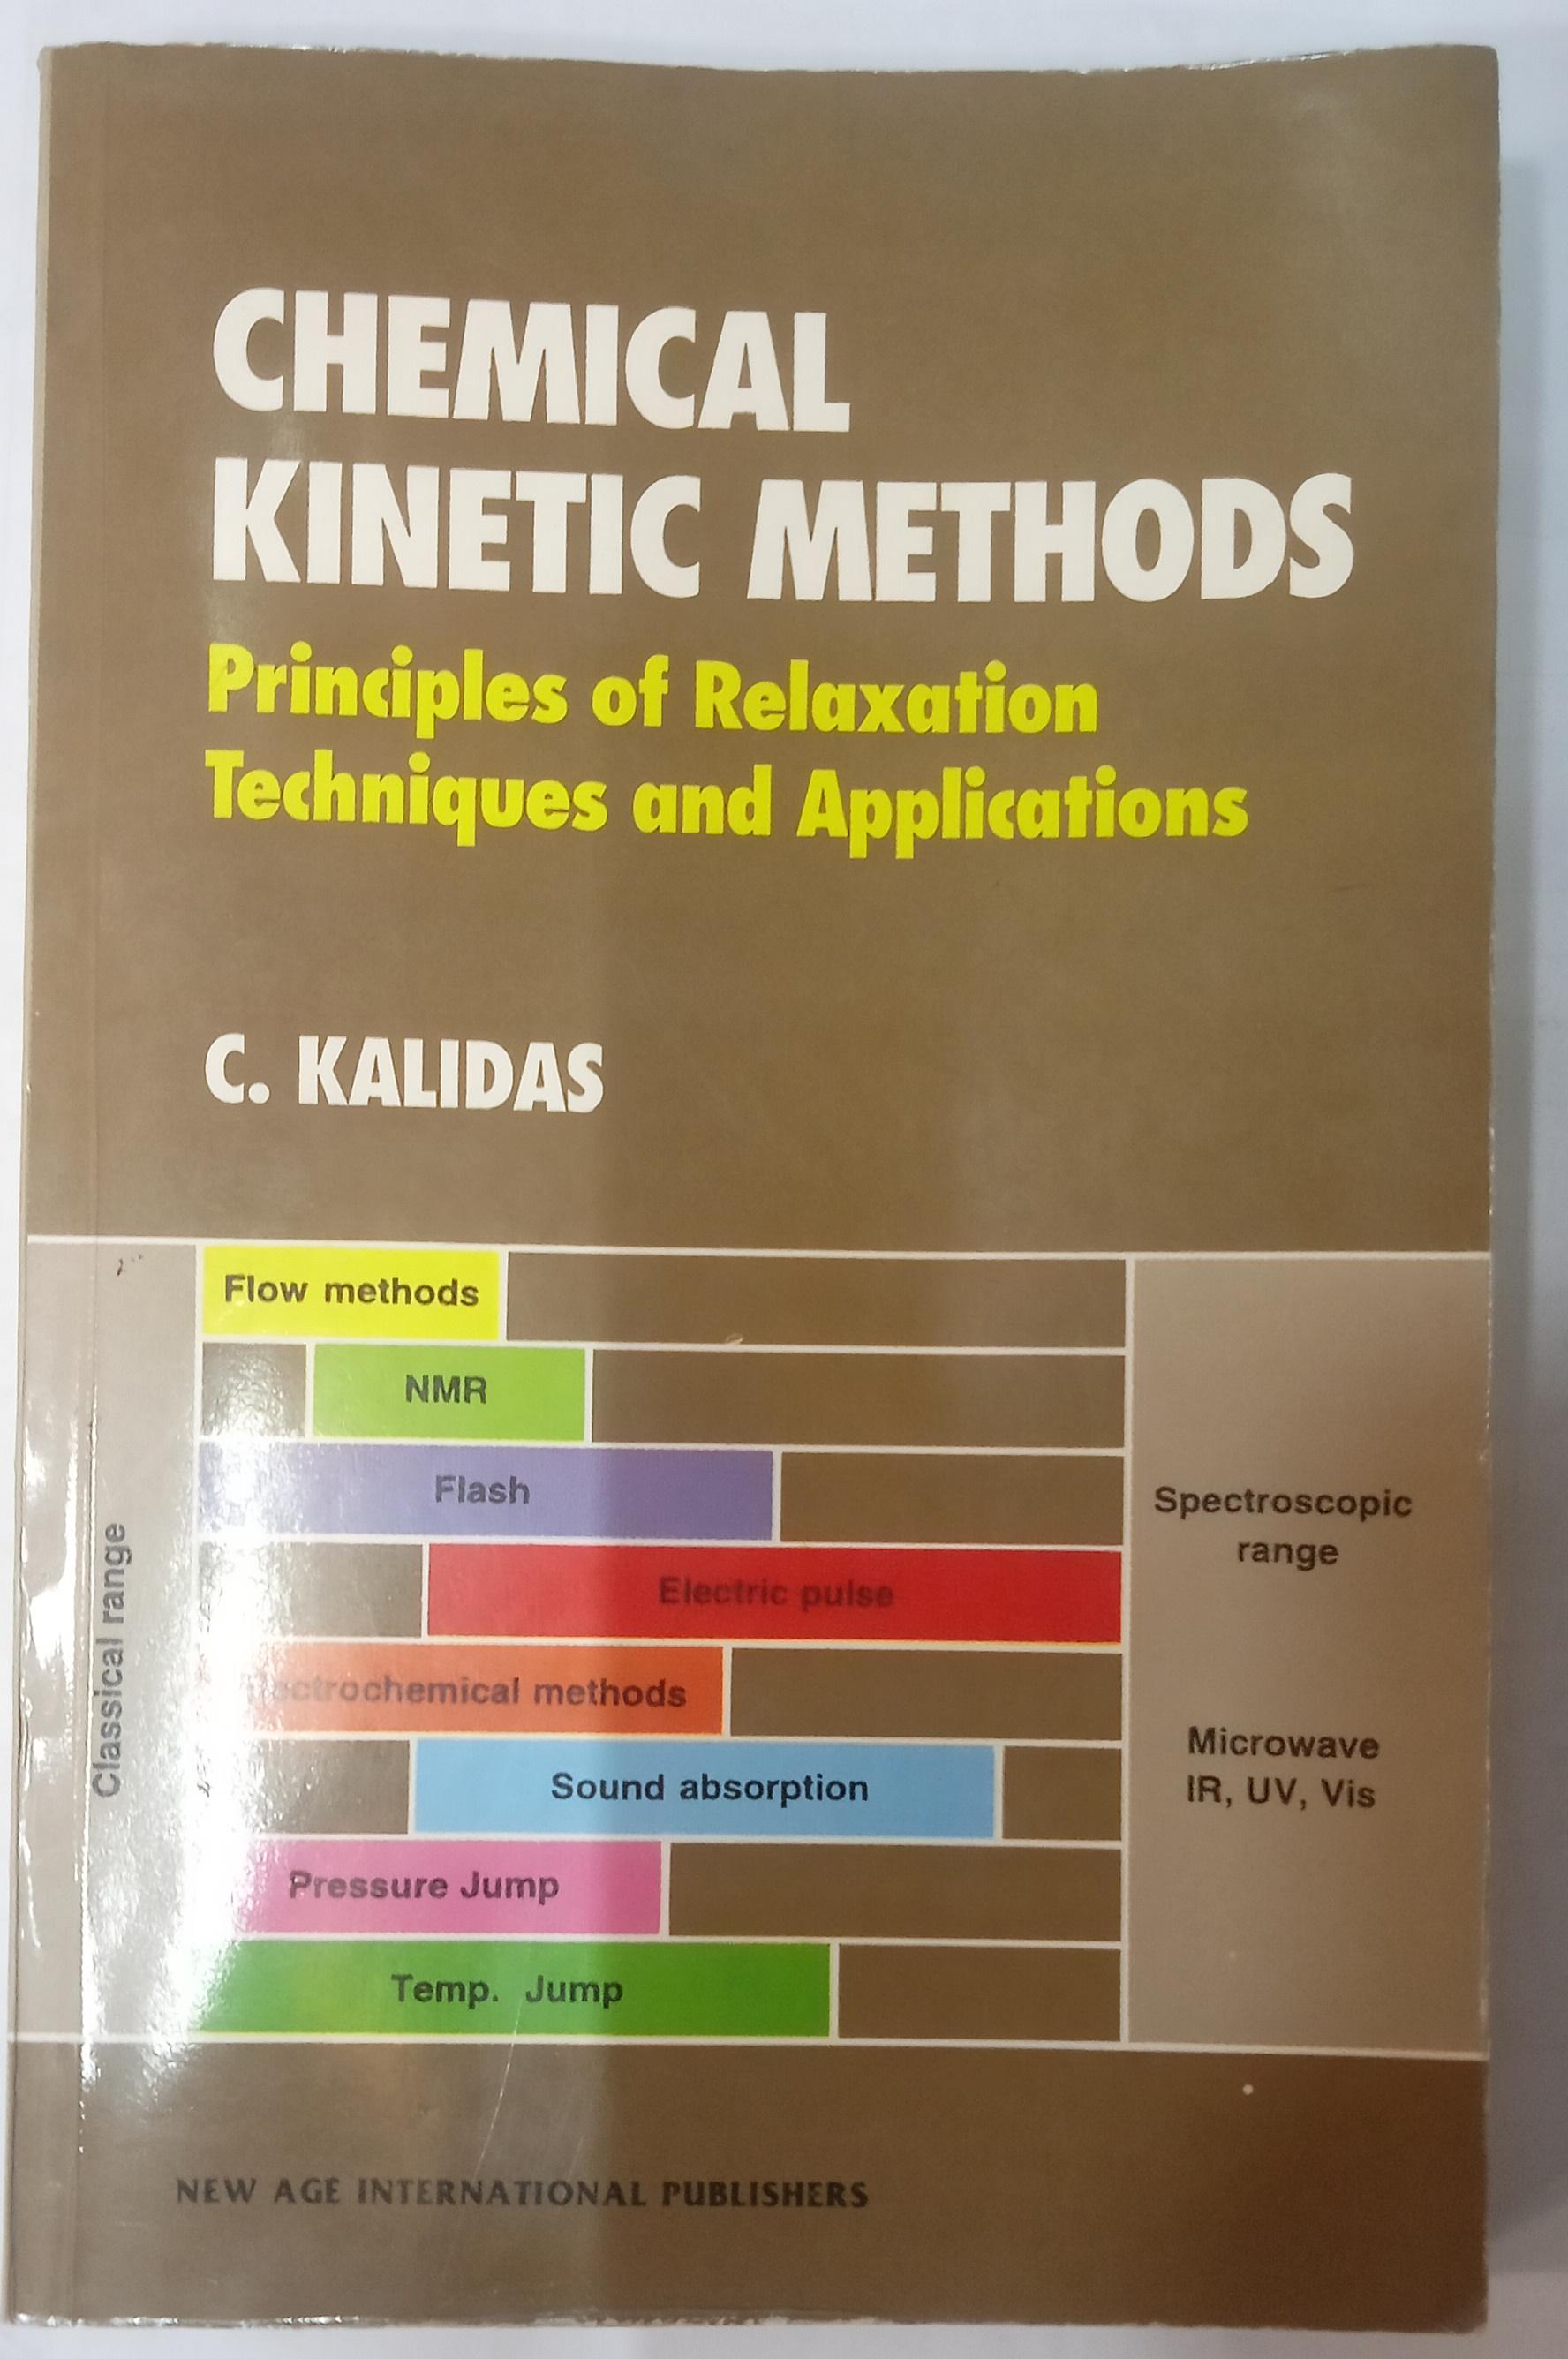 CHEMICAL
KINETIC METHODS
Principles of Relaxation
Techniques and Applications
C. KALIDAS
Classical range
Flow methods
NMR
Flash
Electric pulse
Electrochemical methods
Sound absorption
Pressure Jump
Temp. Jump
Spectroscopic
range
Microwave
IR, UV, Vis
NEW AGE INTERNATIONAL PUBLISHERS